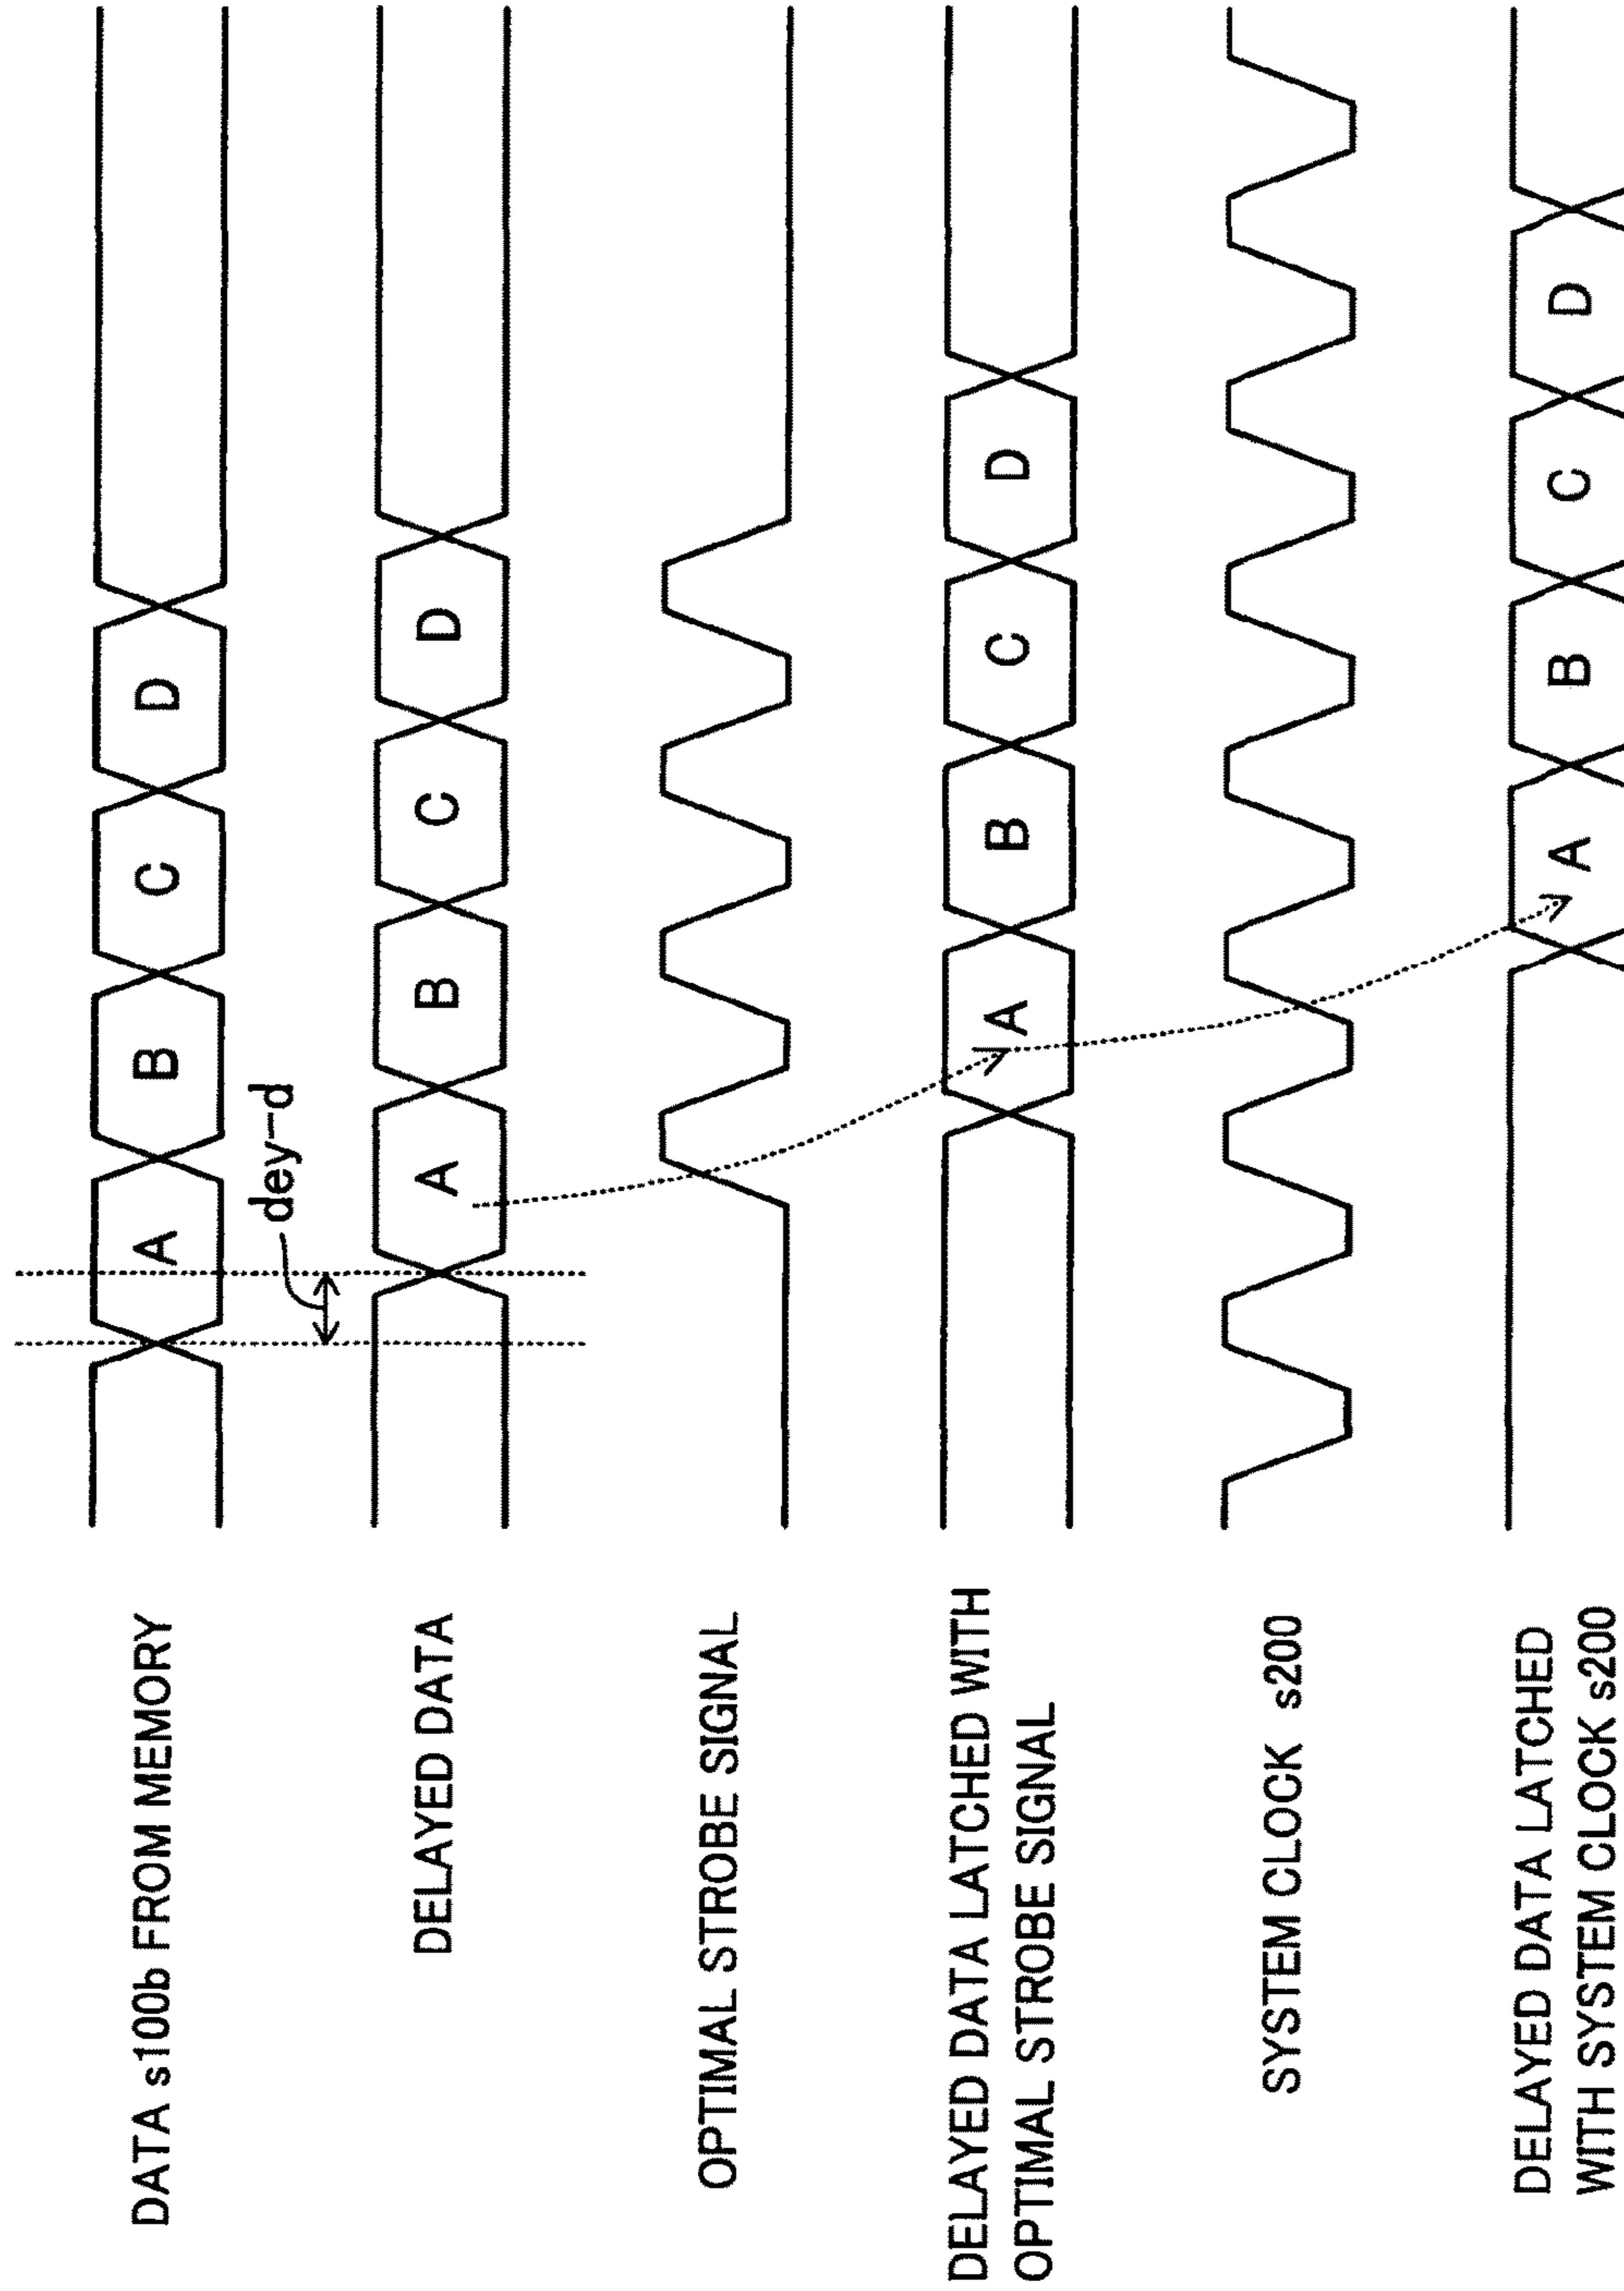 DATA s100b FROM MEMORY
A B C D
dey-d
DELAYED DATA
A B C D
OPTIMAL STROBE SIGNAL
DELAYED DATA LATCHED WITH
OPTIMAL STROBE SIGNAL
A B C D
SYSTEM CLOCK s200
DELAYED DATA LATCHED
WITH SYSTEM CLOCK s200
A B C D